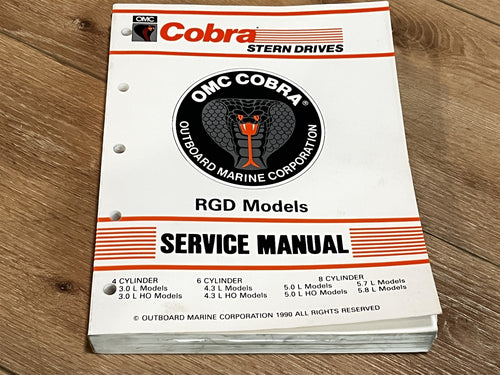 OMC
Cobra®
STERN DRIVES
OMC COBRA®
OUTBOARD MARINE CORPORATION
RGD Models
SERVICE MANUAL
4 CYLINDER
3.0 L Models
3.0 L HO Models
6 CYLINDER
4.3 L Models
4.3 L HO Models
8 CYLINDER
5.0 L Models
5.0 L HO Models
5.7 L Models
5.8 L Models
© OUTBOARD MARINE CORPORATION 1990 ALL RIGHTS RESERVED